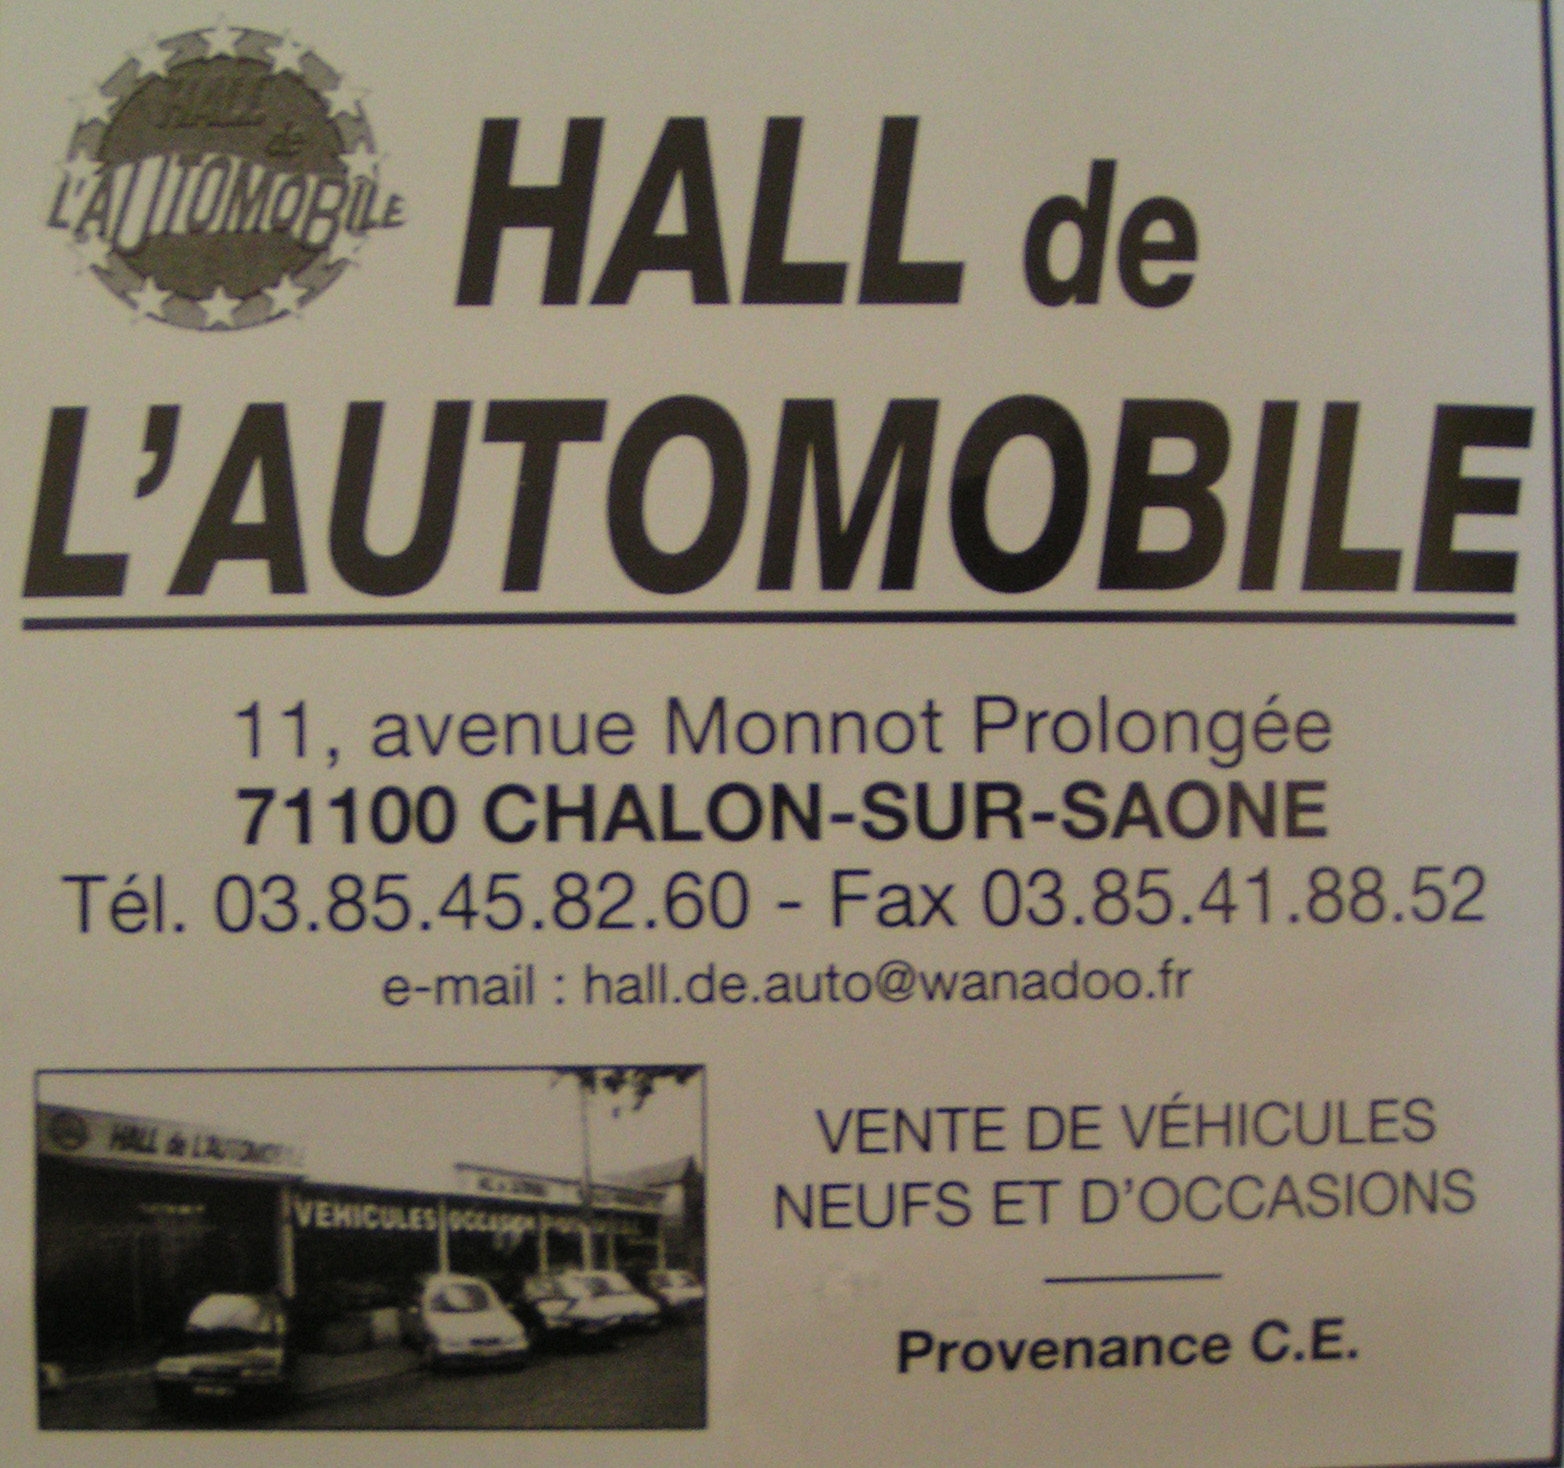 HALL
de
L'AUTOMOBILE
HALL de
L'AUTOMOBILE
11, avenue Monnot Prolongée
71100 CHALON-SUR-SAONE
Tél. 03.85.45.82.60 - Fax 03.85.41.88.52
e-mail : hall.de.auto@wanadoo.fr
HALL de L'AUTOMOBILE
VEHICULES OCCASION
VENTE DE VÉHICULES
NEUFS ET D'OCCASIONS
Provenance C.E.